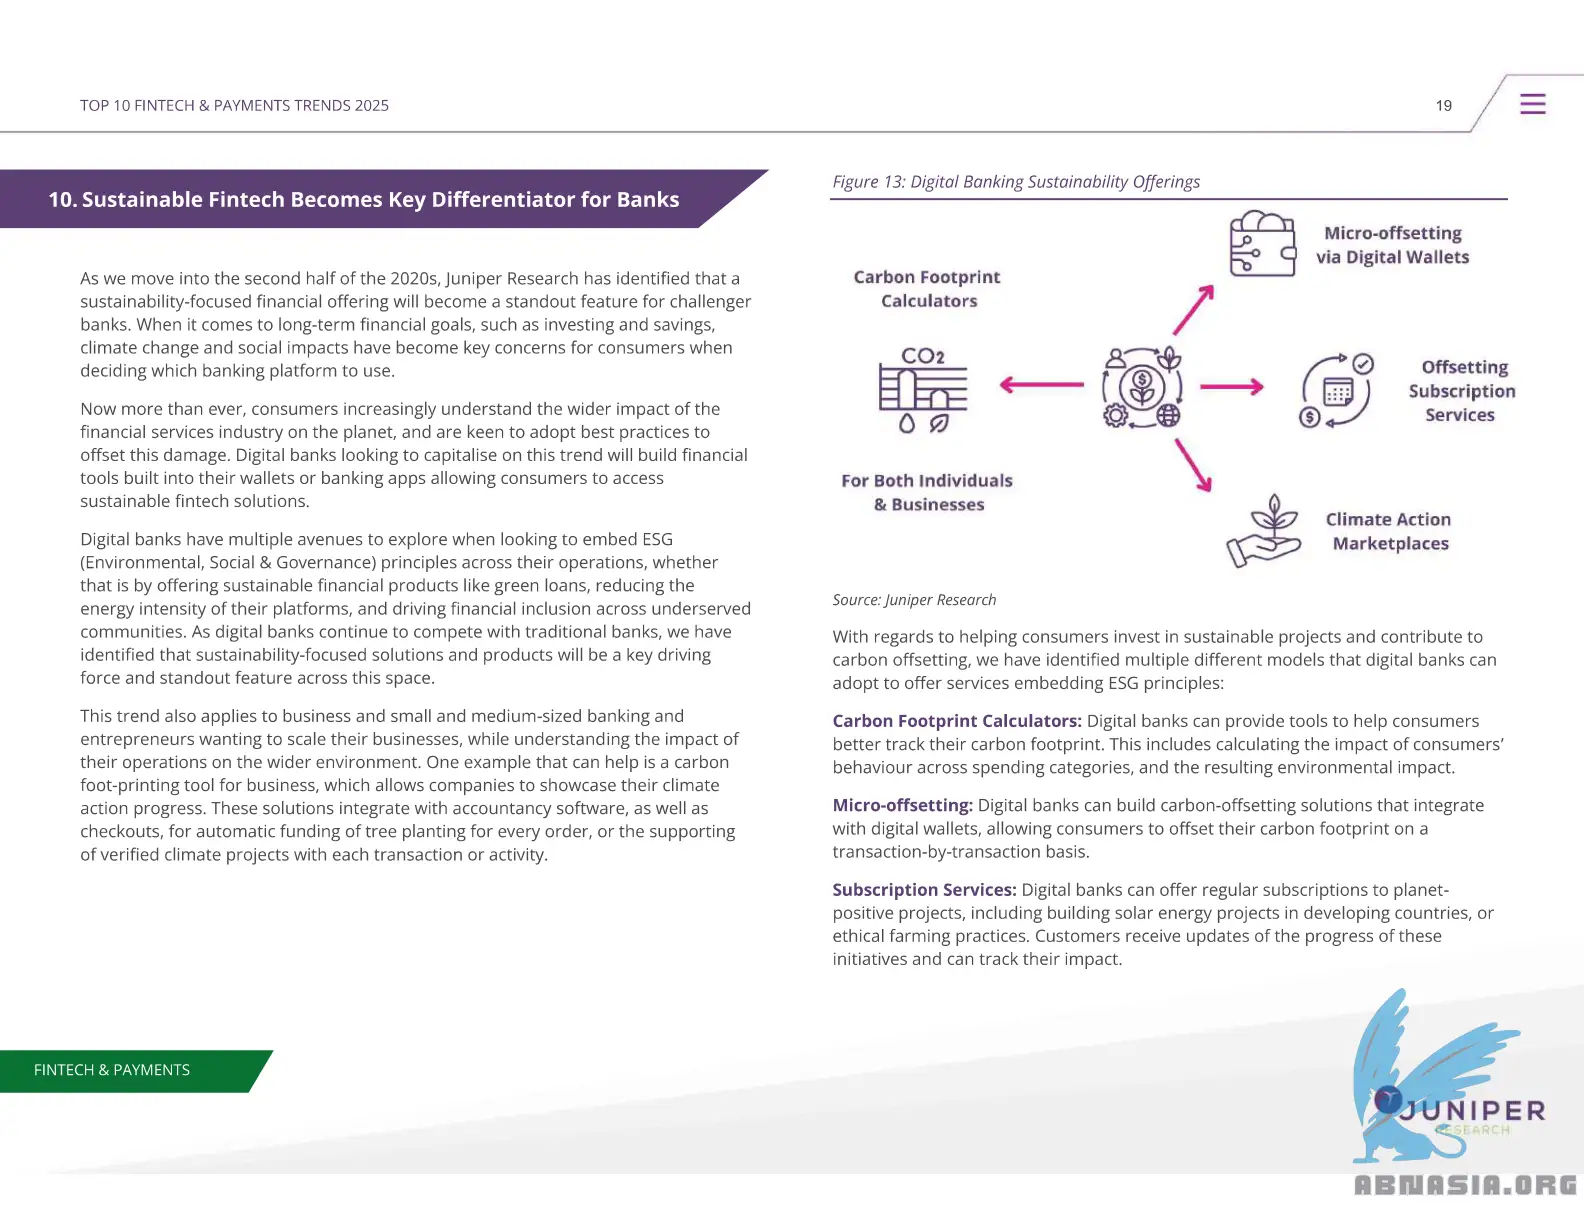 TOP 10 FINTECH & PAYMENTS TRENDS 2025
19
10. Sustainable Fintech Becomes Key Differentiator for Banks
As we move into the second half of the 2020s, Juniper Research has identified that a
sustainability-focused financial offering will become a standout feature for challenger
banks. When it comes to long-term financial goals, such as investing and savings,
climate change and social impacts have become key concerns for consumers when
deciding which banking platform to use.
Now more than ever, consumers increasingly understand the wider impact of the
financial services industry on the planet, and are keen to adopt best practices to
offset this damage. Digital banks looking to capitalise on this trend will build financial
tools built into their wallets or banking apps allowing consumers to access
sustainable fintech solutions.
Digital banks have multiple avenues to explore when looking to embed ESG
(Environmental, Social & Governance) principles across their operations, whether
that is by offering sustainable financial products like green loans, reducing the
energy intensity of their platforms, and driving financial inclusion across underserved
communities. As digital banks continue to compete with traditional banks, we have
identified that sustainability-focused solutions and products will be a key driving
force and standout feature across this space.
This trend also applies to business and small and medium-sized banking and
entrepreneurs wanting to scale their businesses, while understanding the impact of
their operations on the wider environment. One example that can help is a carbon
foot-printing tool for business, which allows companies to showcase their climate
action progress. These solutions integrate with accountancy software, as well as
checkouts, for automatic funding of tree planting for every order, or the supporting
of verified climate projects with each transaction or activity.
Figure 13: Digital Banking Sustainability Offerings
Carbon Footprint
Calculators
CO2
For Both Individuals
& Businesses
Micro-offsetting
via Digital Wallets
Offsetting
Subscription
Services
Climate Action
Marketplaces
Source: Juniper Research
With regards to helping consumers invest in sustainable projects and contribute to
carbon offsetting, we have identified multiple different models that digital banks can
adopt to offer services embedding ESG principles:
Carbon Footprint Calculators: Digital banks can provide tools to help consumers
better track their carbon footprint. This includes calculating the impact of consumers’
behaviour across spending categories, and the resulting environmental impact.
Micro-offsetting: Digital banks can build carbon-offsetting solutions that integrate
with digital wallets, allowing consumers to offset their carbon footprint on a
transaction-by-transaction basis.
Subscription Services: Digital banks can offer regular subscriptions to planet-
positive projects, including building solar energy projects in developing countries, or
ethical farming practices. Customers receive updates of the progress of these
initiatives and can track their impact.
FINTECH & PAYMENTS
JUNIPER
RESEARCH
ABNASIA.ORG